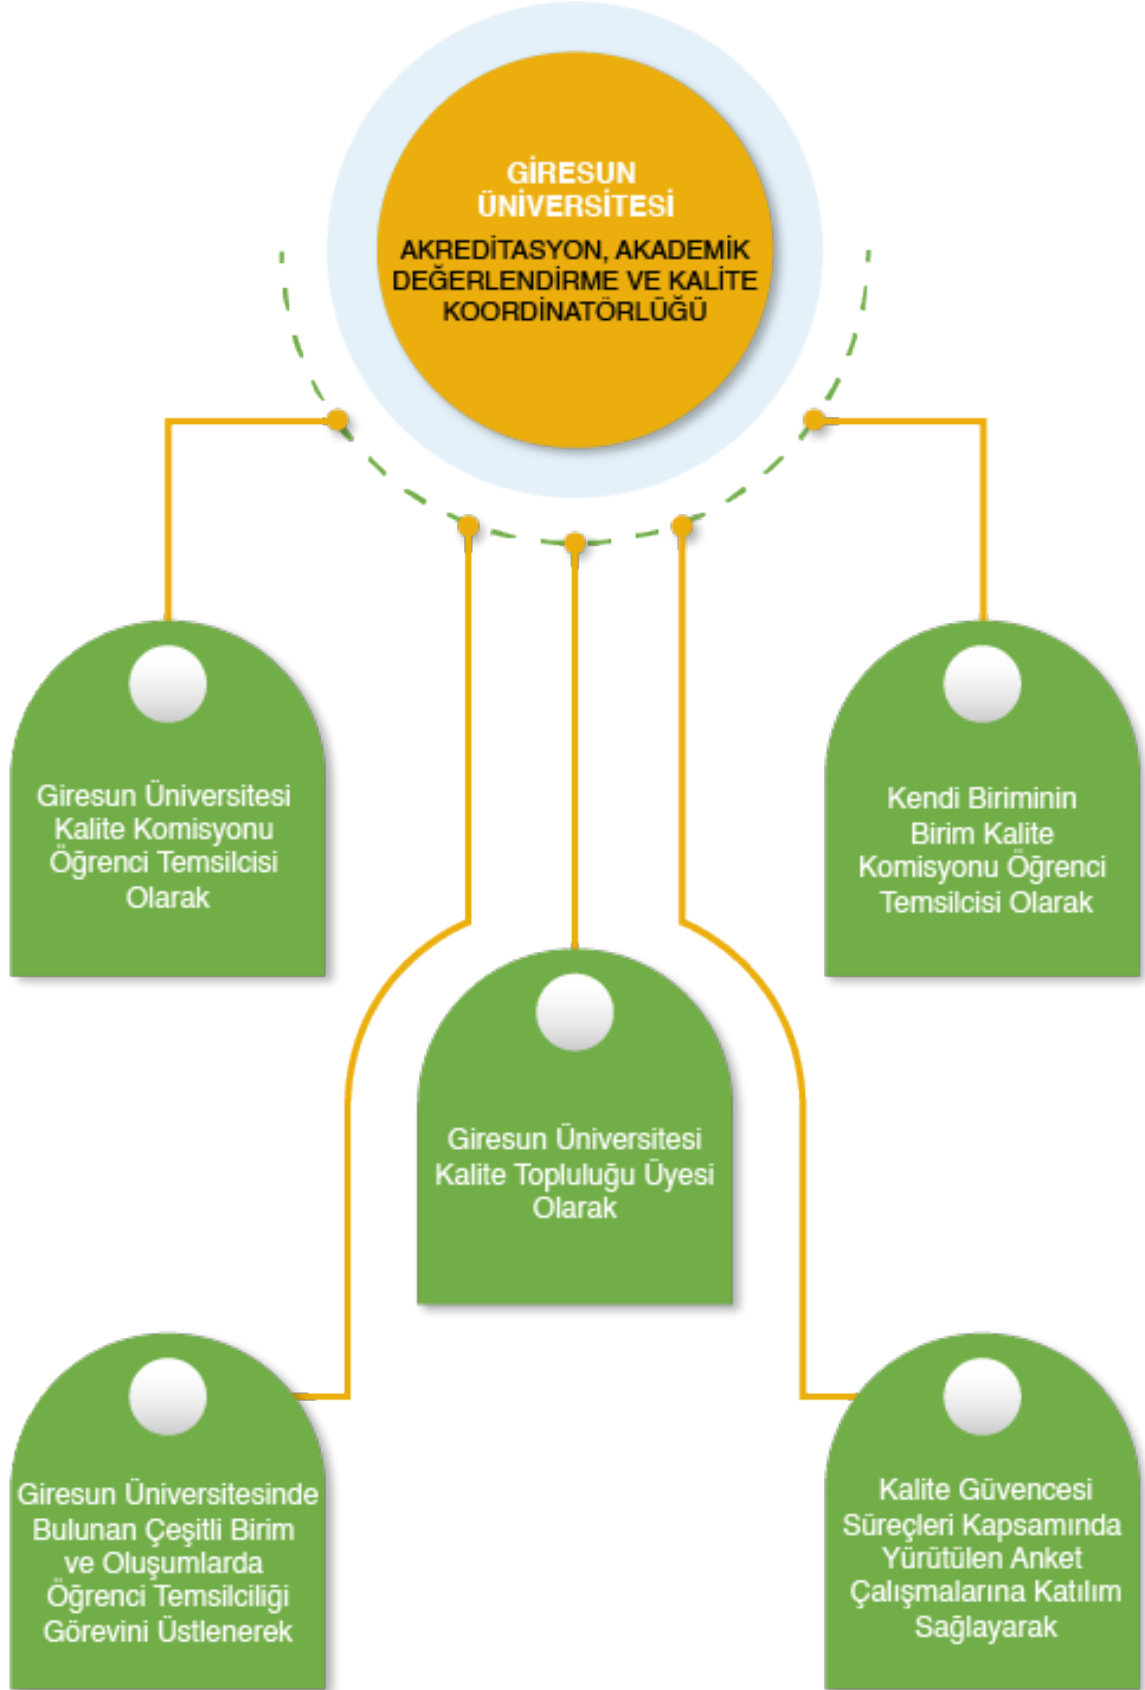 GİRESUN
ÜNİVERSİTESİ
AKREDİTASYON, AKADEMİK
DEĞERLENDİRME VE KALİTE
KOORDİNATÖRLÜĞÜ
Giresun Üniversitesi
Kalite Komisyonu
Öğrenci Temsilcisi
Olarak
Kendi Biriminin
Birim Kalite
Komisyonu Öğrenci
Temsilcisi Olarak
Giresun Üniversitesi
Kalite Topluluğu Üyesi
Olarak
Giresun Üniversitesinde
Bulunan Çeşitli Birim
ve Oluşumlarda
Öğrenci Temsilciliği
Görevini Üstlenerek
Kalite Güvencesi
Süreçleri Kapsamında
Yürütülen Anket
Çalışmalarına Katılım
Sağlayarak